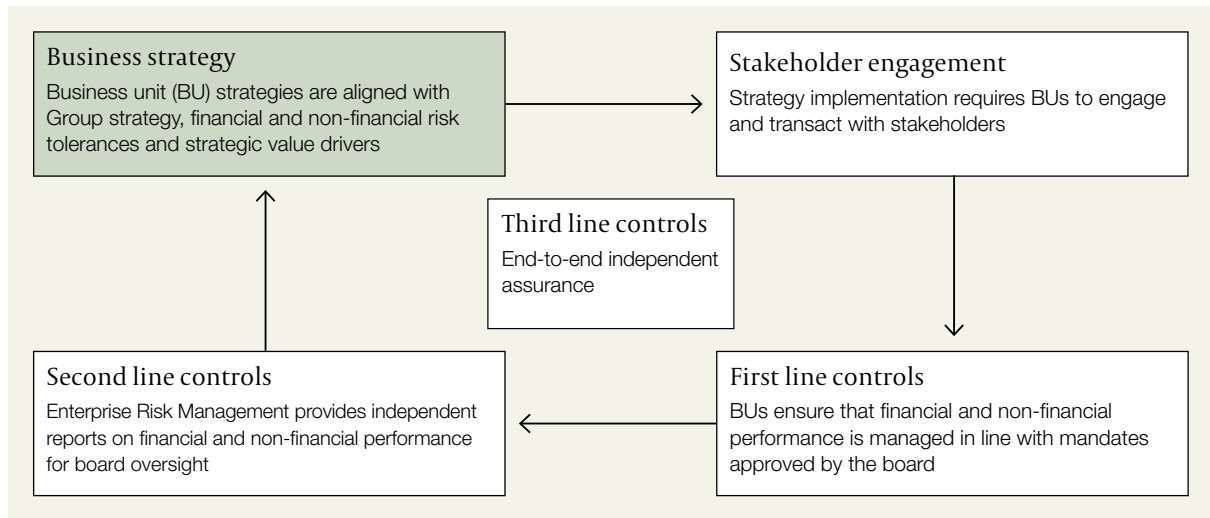 Business strategy
Business unit (BU) strategies are aligned with
Group strategy, financial and non-financial risk
tolerances and strategic value drivers
Stakeholder engagement
Strategy implementation requires BUs to engage
and transact with stakeholders
Third line controls
End-to-end independent
assurance
Second line controls
Enterprise Risk Management provides independent
reports on financial and non-financial performance
for board oversight
First line controls
BUs ensure that financial and non-financial
performance is managed in line with mandates
approved by the board